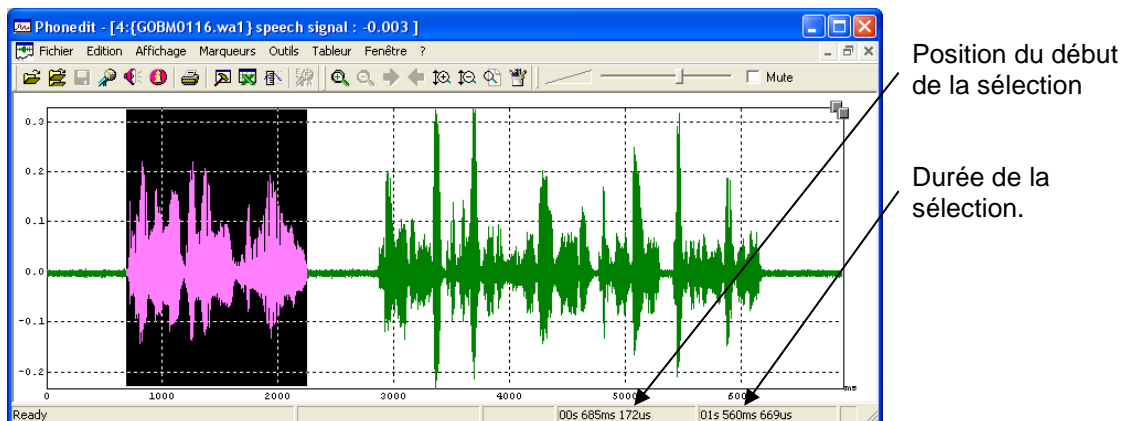 Phonedit - [4:{GOBM0116.wa1} speech signal : -0.003 ]
Fichier Edition Affichage Marqueurs Outils Tableur Fenêtre ?
Mute
Position du début
de la sélection
Durée de la
sélection.
0.3
0.2
0.1
0.0
-0.1
-0.2
0 1000 2000 3000 4000 5000 6000 ms
Ready 00s 685ms 172us 01s 560ms 669us